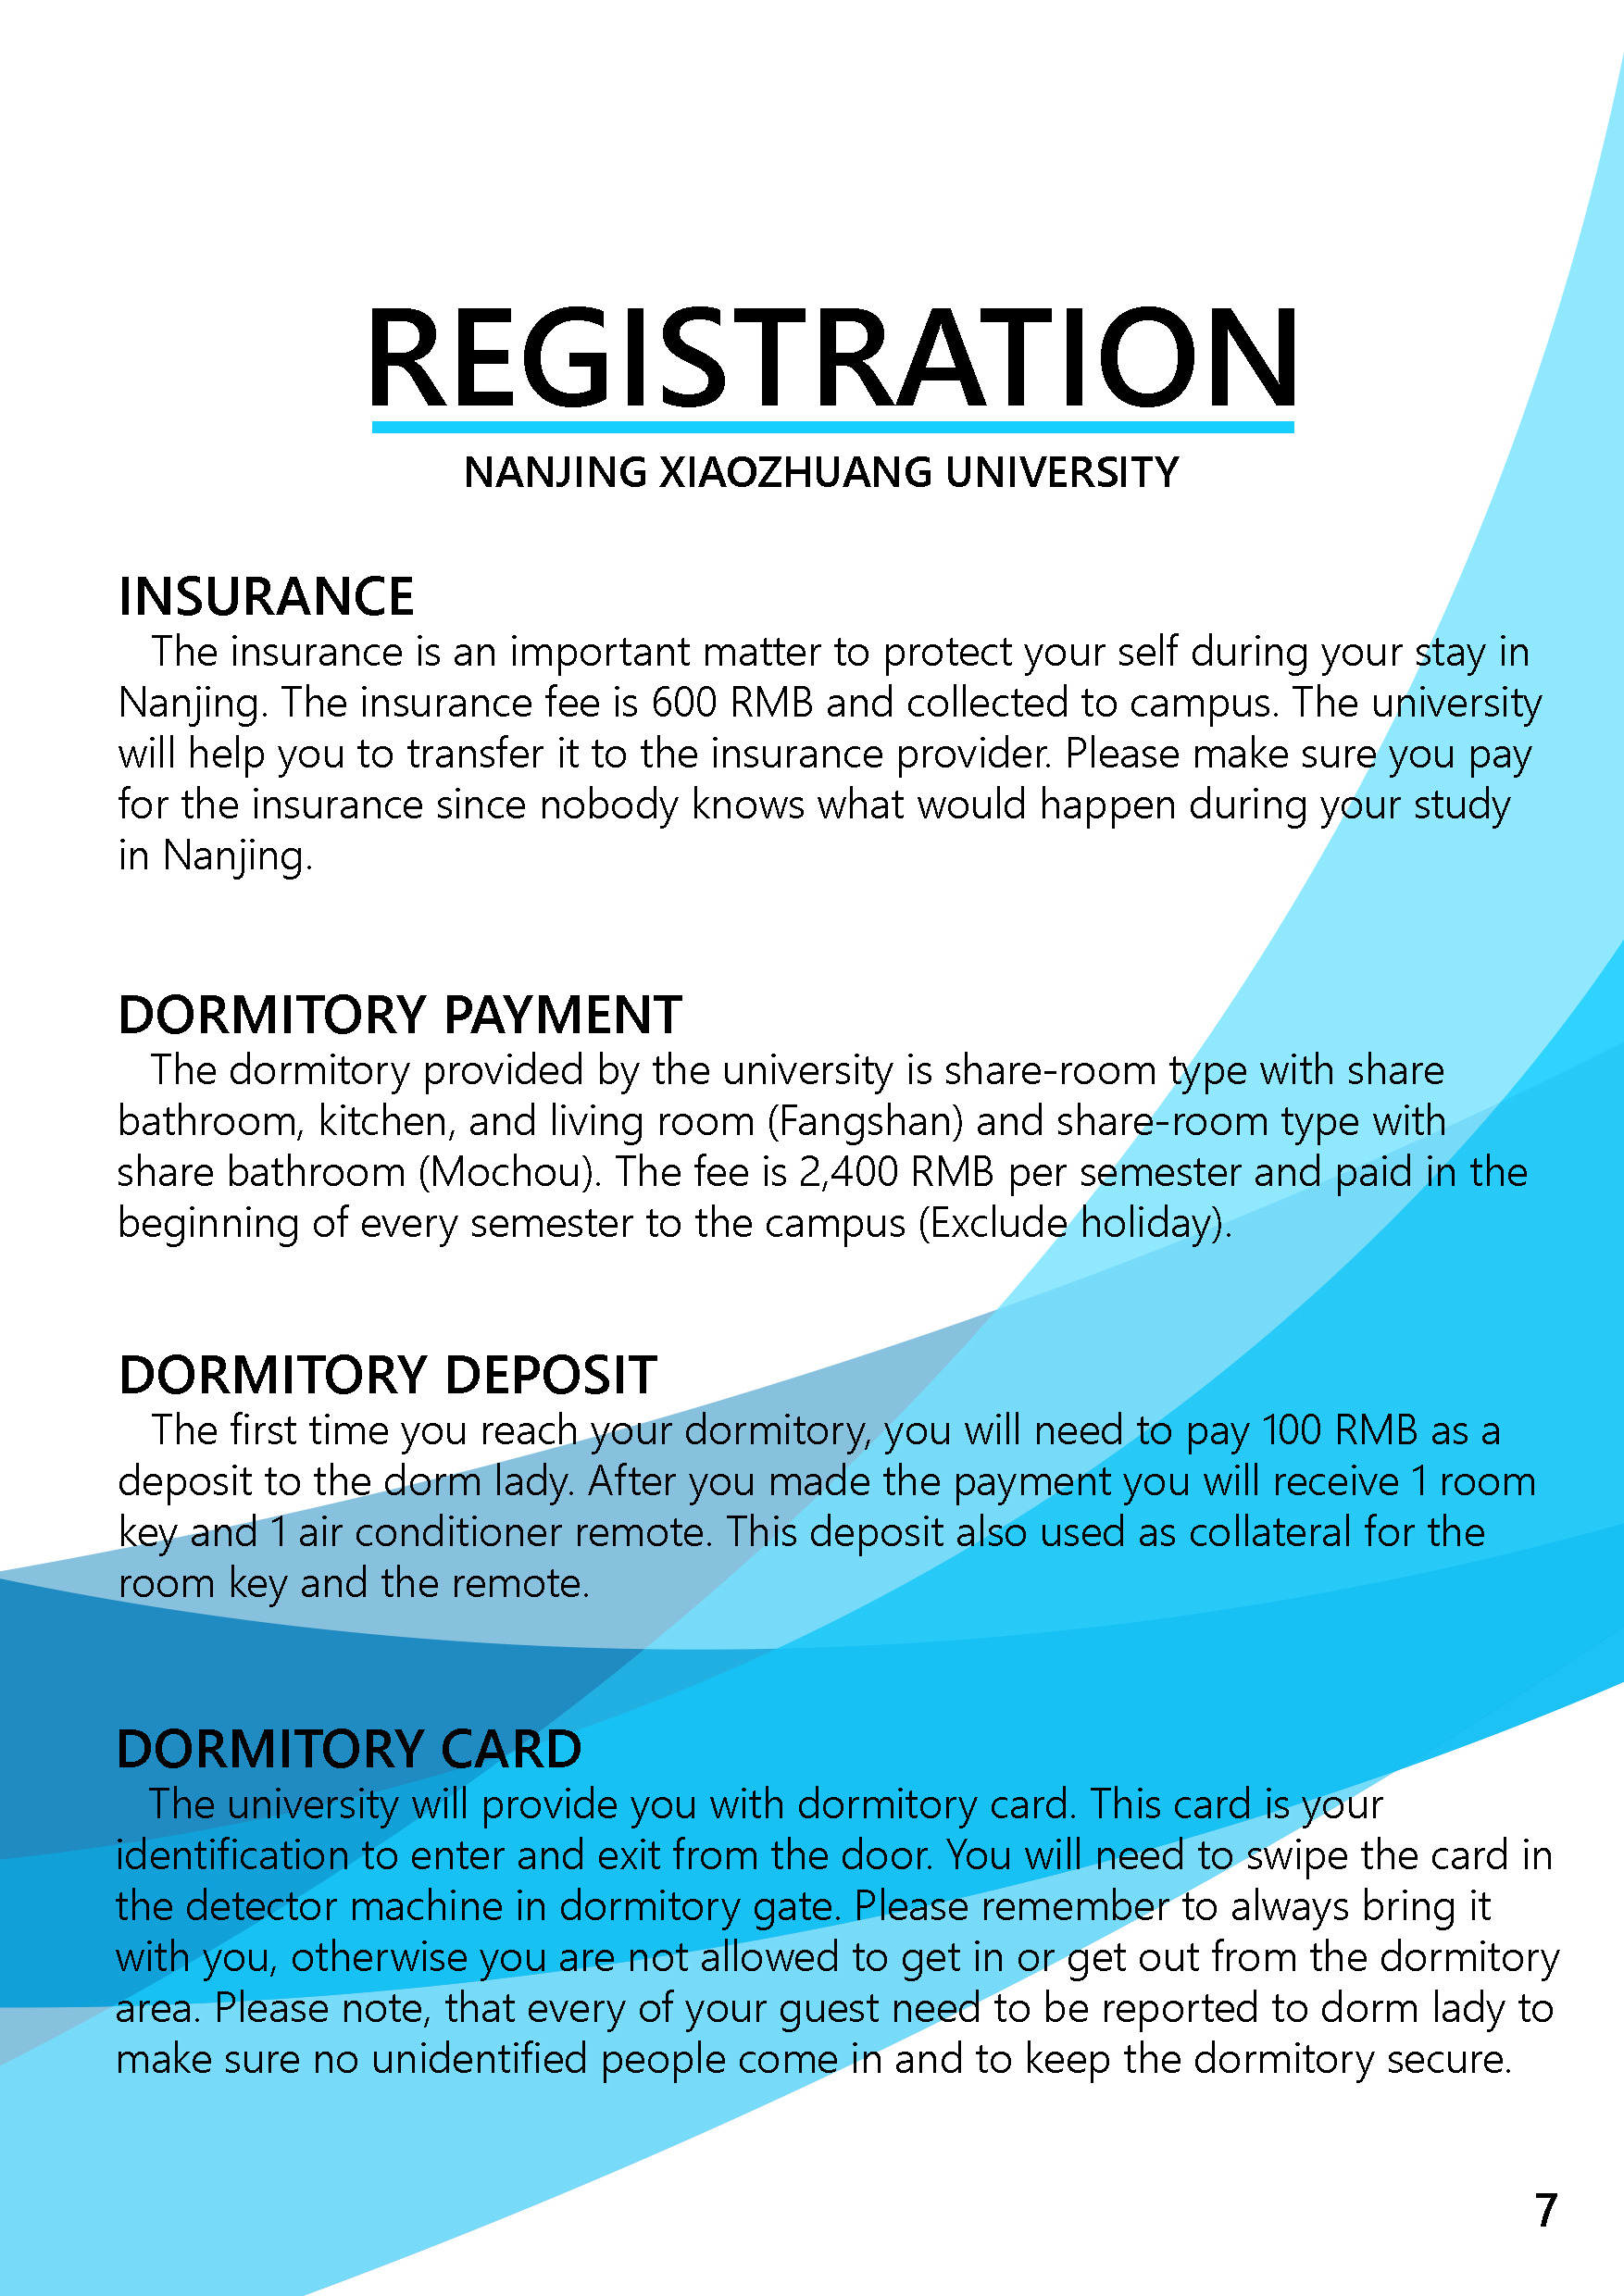 REGISTRATION
NANJING XIAOZHUANG UNIVERSITY
INSURANCE
The insurance is an important matter to protect your self during your stay in
Nanjing. The insurance fee is 600 RMB and collected to campus. The university
will help you to transfer it to the insurance provider. Please make sure you pay
for the insurance since nobody knows what would happen during your study
in Nanjing.
DORMITORY PAYMENT
The dormitory provided by the university is share-room type with share
bathroom, kitchen, and living room (Fangshan) and share-room type with
share bathroom (Mochou). The fee is 2,400 RMB per semester and paid in the
beginning of every semester to the campus (Exclude holiday).
DORMITORY DEPOSIT
The first time you reach your dormitory, you will need to pay 100 RMB as a
deposit to the dorm lady. After you made the payment you will receive 1 room
key and 1 air conditioner remote. This deposit also used as collateral for the
room key and the remote.
DORMITORY CARD
The university will provide you with dormitory card. This card is your
identification to enter and exit from the door. You will need to swipe the card in
the detector machine in dormitory gate. Please remember to always bring it
with you, otherwise you are not allowed to get in or get out from the dormitory
area. Please note, that every of your guest need to be reported to dorm lady to
make sure no unidentified people come in and to keep the dormitory secure.
7